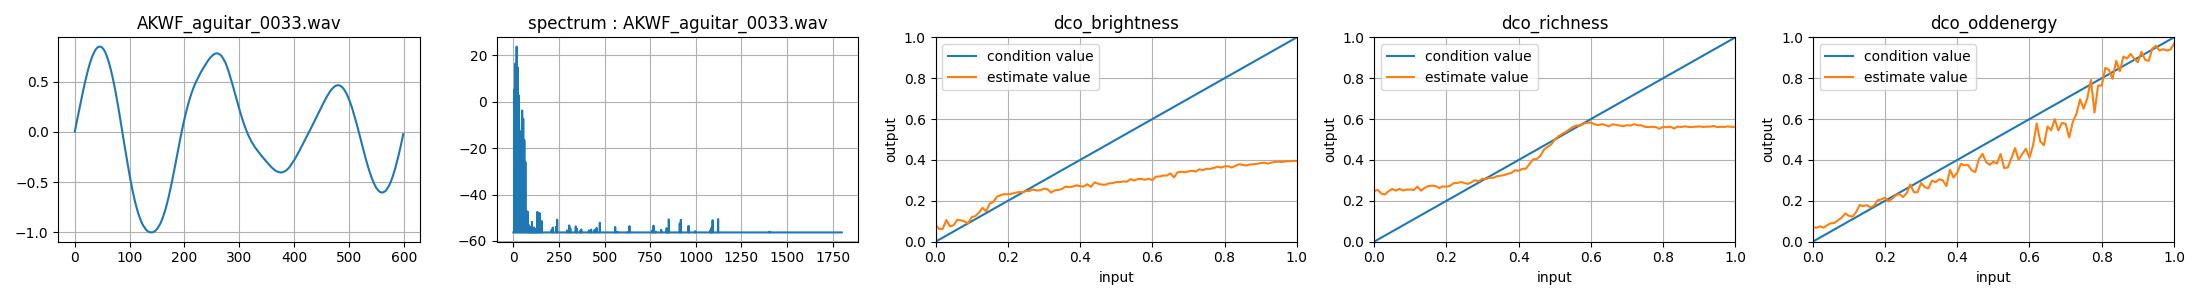 AKWF_aguitar_0033.wav
0.5
0.0
−0.5
−1.0
0 100 200 300 400 500 600
spectrum : AKWF_aguitar_0033.wav
20
0
−20
−40
−60
0 250 500 750 1000 1250 1500 1750
dco_brightness
condition value
estimate value
output
1.0
0.8
0.6
0.4
0.2
0.0
0.0 0.2 0.4 0.6 0.8 1.0
input
dco_richness
condition value
estimate value
output
1.0
0.8
0.6
0.4
0.2
0.0
0.0 0.2 0.4 0.6 0.8 1.0
input
dco_oddenergy
condition value
estimate value
output
1.0
0.8
0.6
0.4
0.2
0.0
0.0 0.2 0.4 0.6 0.8 1.0
input